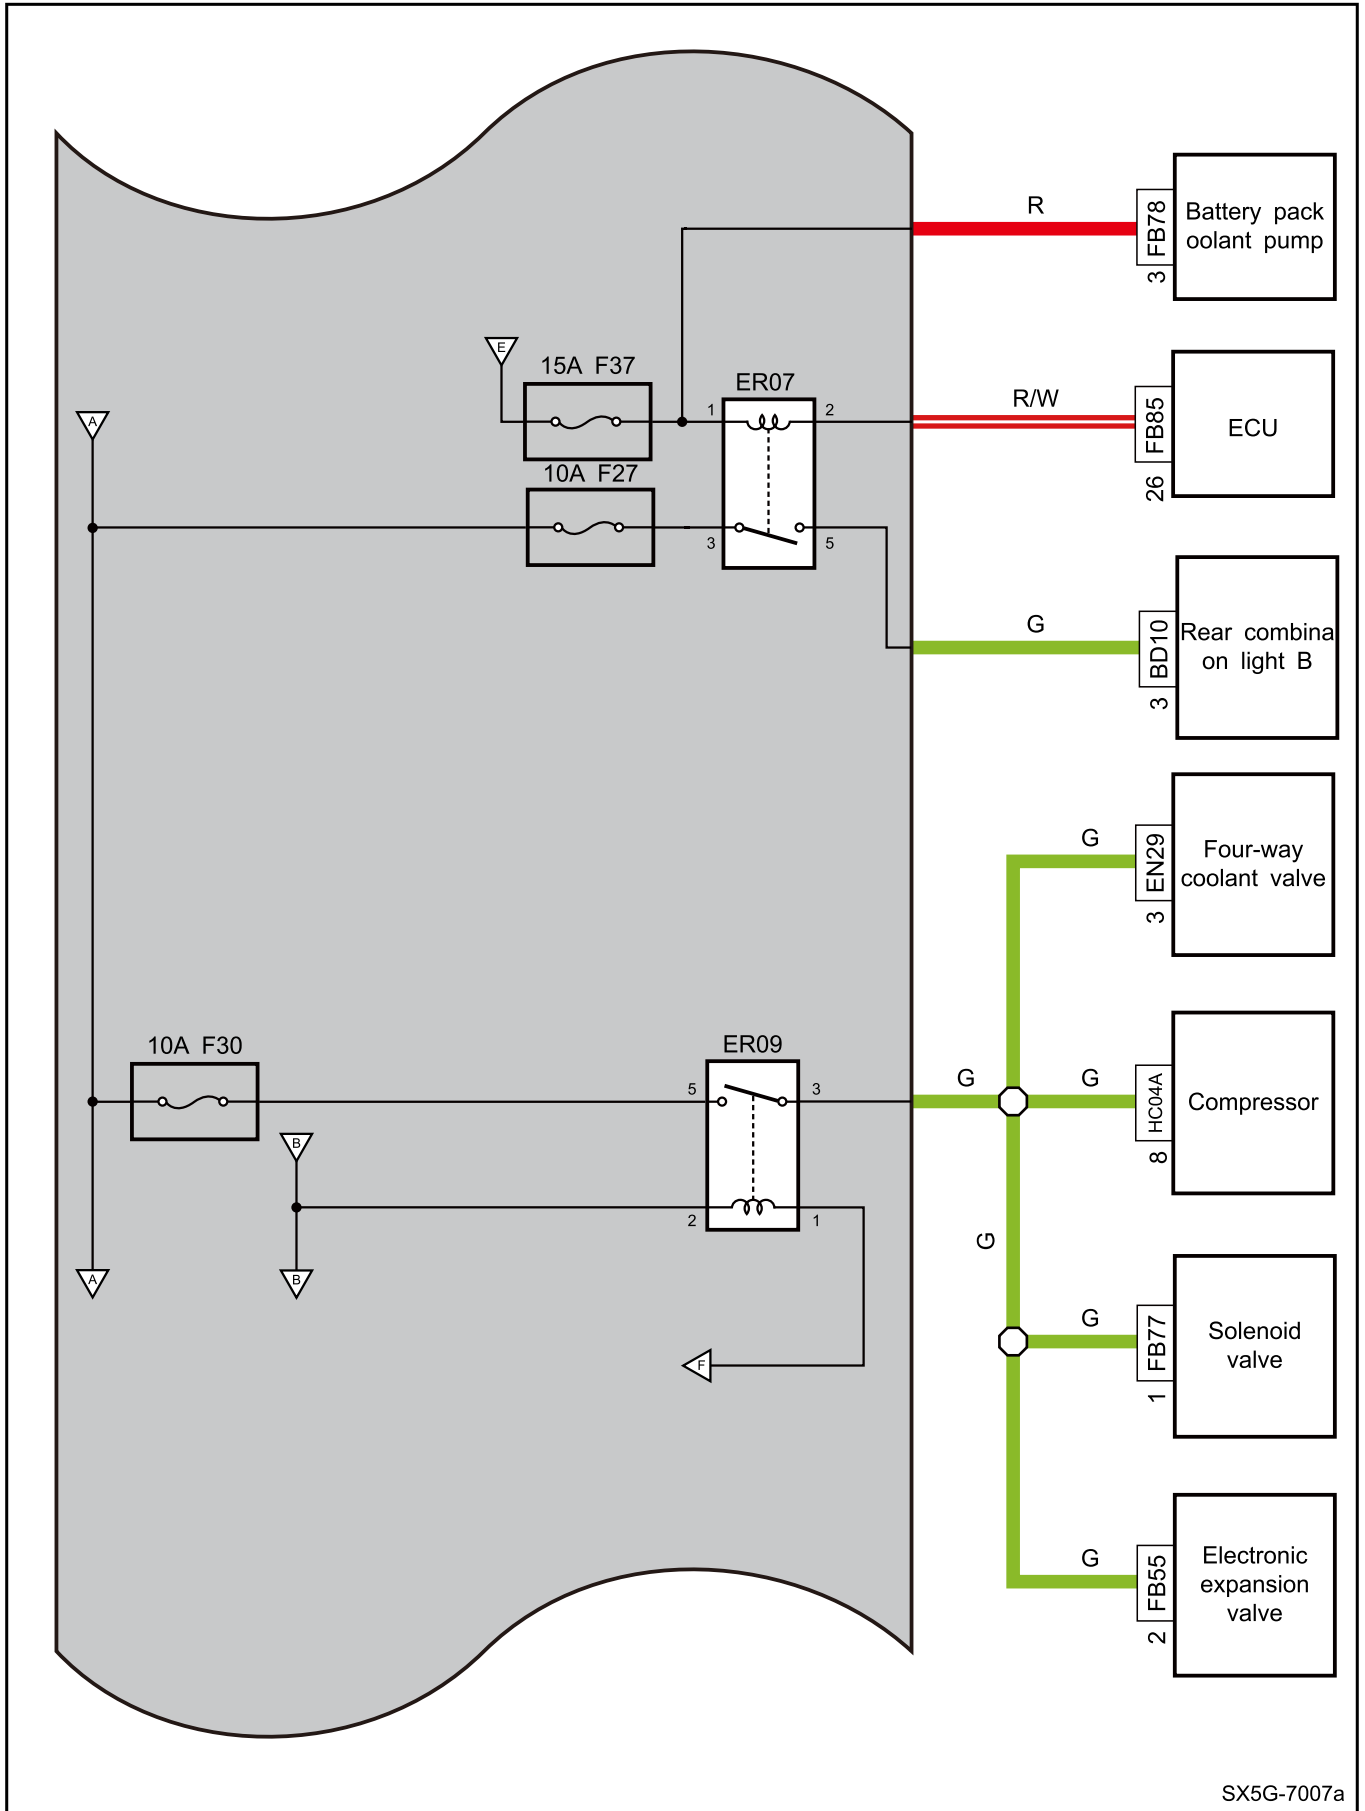 R
FB78
3
Battery pack
oolant pump
E
15A F37
ER07
1
2
R/W
FB85
26
ECU
A
10A F27
3
5
G
BD10
3
Rear combina
on light B
G
EN29
3
Four-way
coolant valve
10A F30
ER09
5
3
G
G
HC04A
8
Compressor
B
2
1
G
A
B
F
G
FB77
1
Solenoid
valve
G
FB55
2
Electronic
expansion
valve
SX5G-7007a